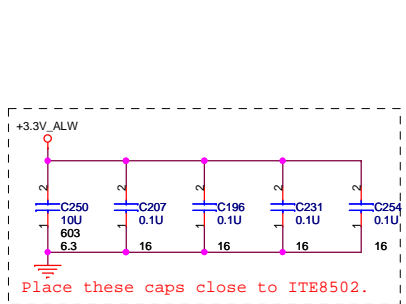 +3.3V_ALW
2 2 2 2 2
C250 C207 C196 C231 C254
10U 0.1U 0.1U 0.1U 0.1U
1 1 1 1 1
603
6.3 16 16 16 16
Place these caps close to ITE8502.